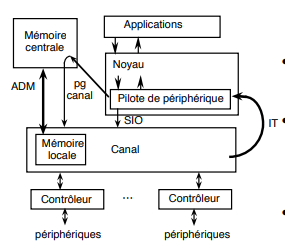 Mémoire
centrale
Applications
Noyau
ADM
pg
canal
Pilote de périphérique
SIO
IT
Mémoire
locale
Canal
Contrôleur
...
Contrôleur
périphériques
périphériques